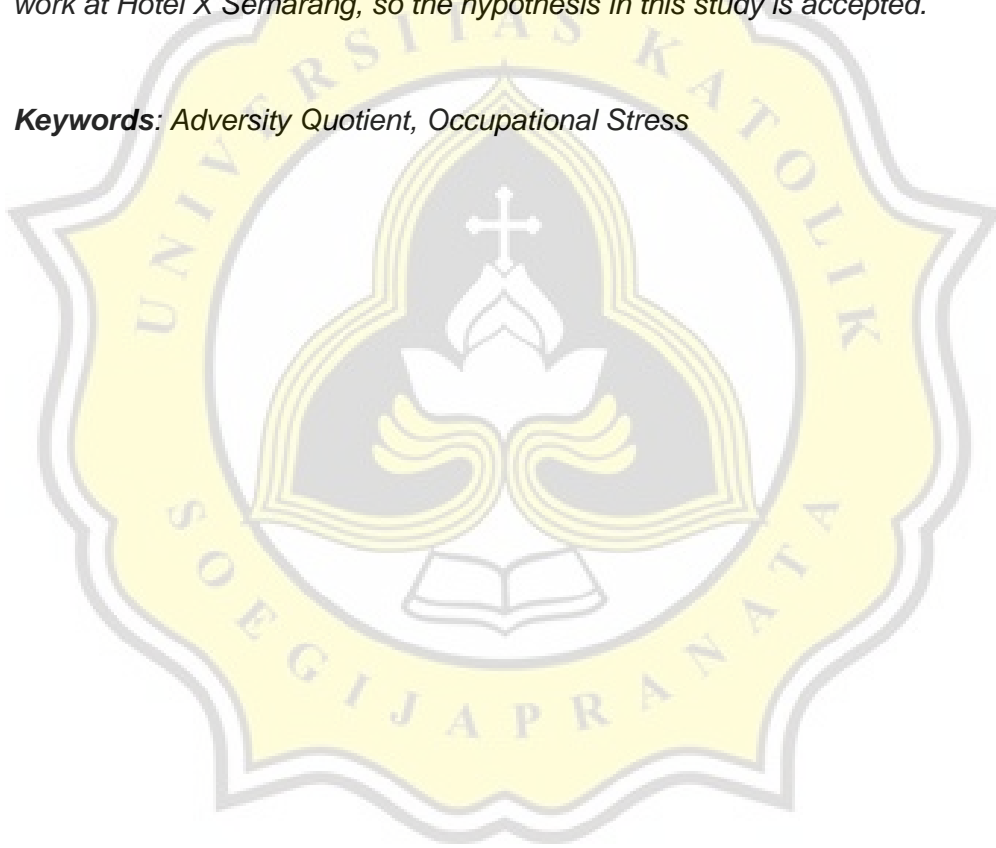 work at Hotel X Semarang, so the hypothesis in this study is accepted.
Keywords: Adversity Quotient, Occupational Stress
UNIVERSITAS KATOLIK
SOEGIJAPRANATA